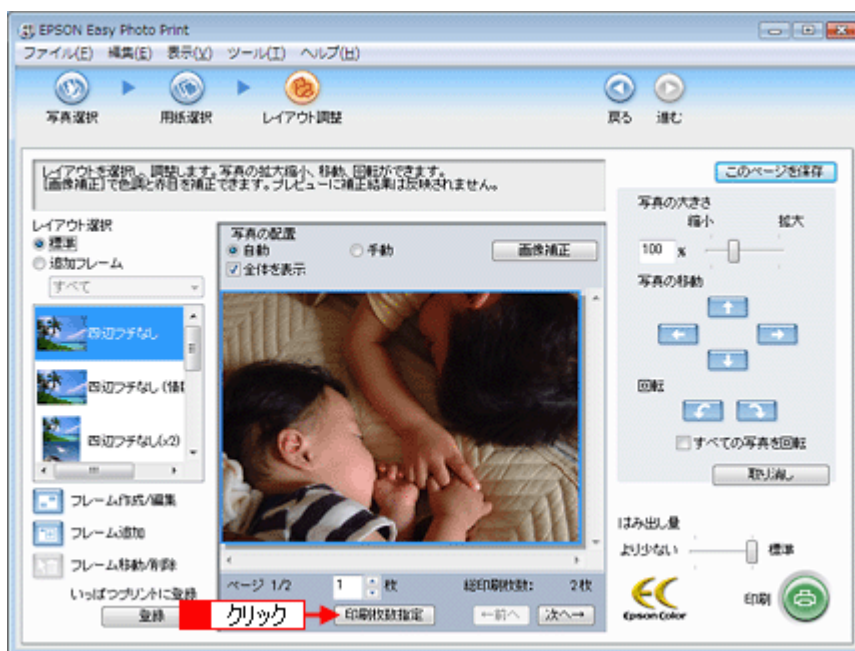 EPSON Easy Photo Print
ファイル(F) 編集(E) 表示(V) ツール(T) ヘルプ(H)
写真選択 用紙選択 レイアウト調整 戻る 進む
レイアウトを選択し、調整します。写真の拡大縮小、移動、回転ができます。
[画像補正]で色調と赤目を補正できます。プレビューに補正結果は反映されません。
このページを保存
レイアウト選択
標準
追加フレーム
すべて
四辺フチなし
四辺フチなし(x2)
フレーム作成/編集
フレーム追加
フレーム移動/削除
いっぱつプリントに登録
登録
写真の配置
自動 手動 画像補正
全体を表示
ページ 1/2 1 枚 総印刷枚数: 2枚
クリック
印刷枚数指定 ←前へ 次へ→
写真の大きさ
縮小 拡大
100 %
写真の移動
回転
すべての写真を回転
取り消し
はみ出し量
より少ない 標準
Epson Color
印刷